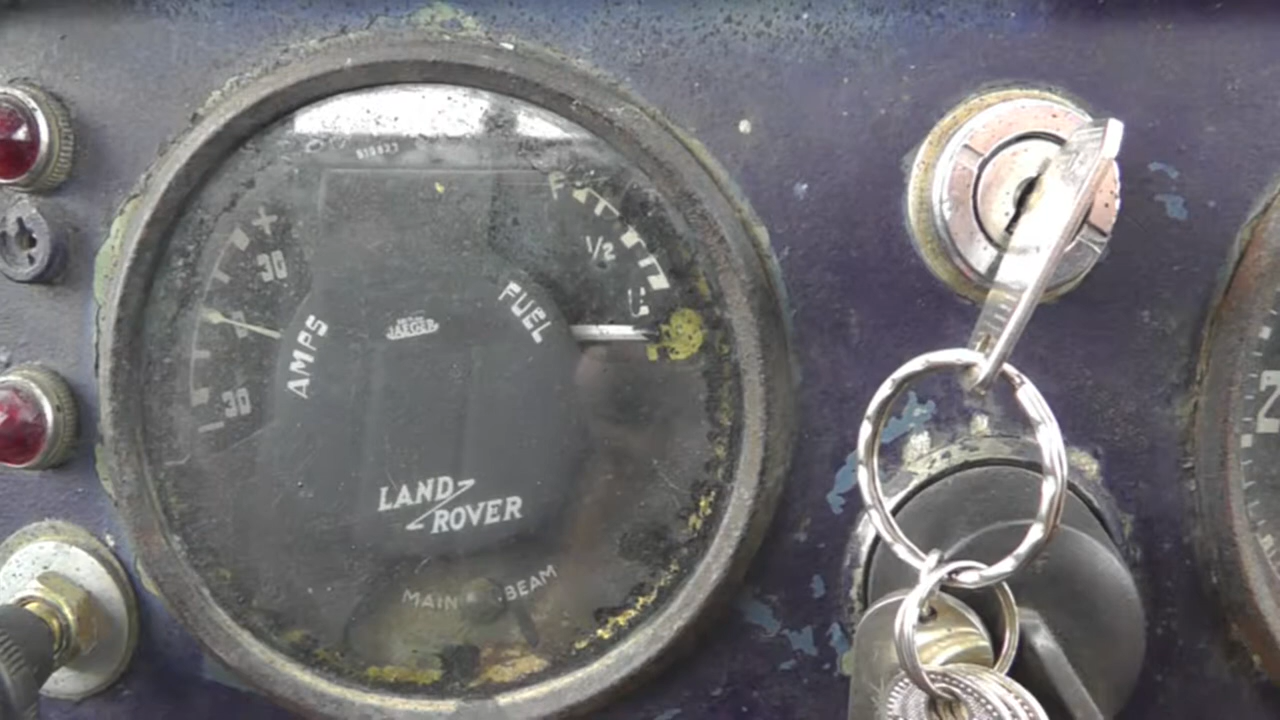 F
1/2
+
30
FUEL
AMPS
JAEGER
30
–
LAND
ROVER
MAIN BEAM